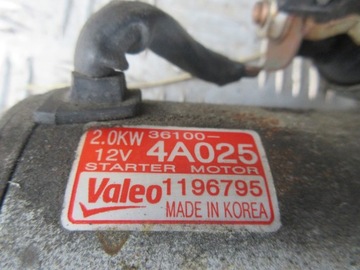 2.0KW 36100-
12V 4A025
STARTER MOTOR
Valeo 1196795
MADE IN KOREA